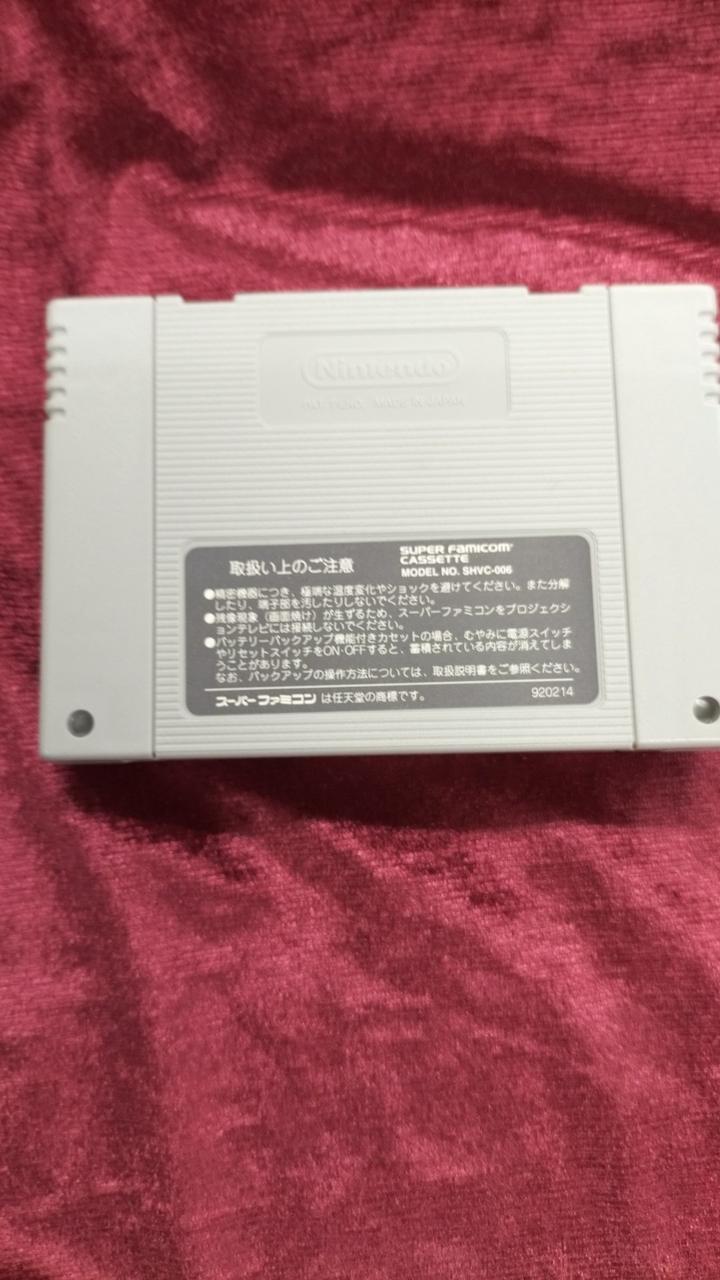 Nintendo
MADE IN JAPAN
取扱い上のご注意
SUPER FAMICOM
CASSETTE
MODEL NO. SHVC-006
●精密機器につき、極端な温度変化やショックを避けてください。また分解
したり、端子部を汚したりしないでください。
●残像現象（画面焼け）が生ずるため、スーパーファミコンをプロジェクシ
ョンテレビには接続しないでください。
●バッテリーバックアップ機能付きカセットの場合、むやみに電源スイッチ
やリセットスイッチをON・OFFすると、蓄積されている内容が消えてしま
うことがあります。
なお、バックアップの操作方法については、取扱説明書をご参照ください。
スーパーファミコン は任天堂の商標です。 920214